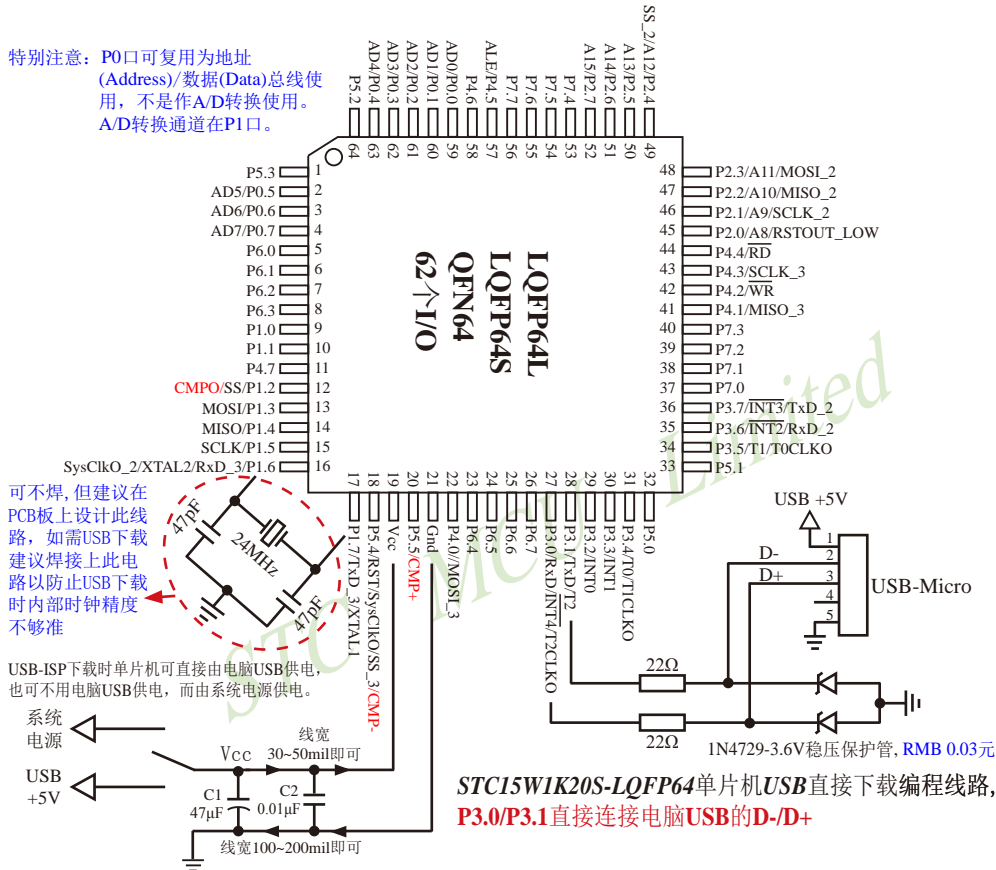 特别注意：P0口可复用为地址
(Address)/数据(Data)总线使
用，不是作A/D转换使用。
A/D转换通道在P1口。
P5.2
AD4/P0.4
AD3/P0.3
AD2/P0.2
AD1/P0.1
AD0/P0.0
P4.6
ALE/P4.5
P7.7
P7.6
P7.5
P7.4
A15/P2.7
A14/P2.6
A13/P2.5
SS_2/A12/P2.4
64
63
62
61
60
59
58
57
56
55
54
53
52
51
50
49
P5.3 1
AD5/P0.5 2
AD6/P0.6 3
AD7/P0.7 4
P6.0 5
P6.1 6
P6.2 7
P6.3 8
P1.0 9
P1.1 10
P4.7 11
CMPO/SS/P1.2 12
MOSI/P1.3 13
MISO/P1.4 14
SCLK/P1.5 15
SysClkO_2/XTAL2/RxD_3/P1.6 16
LQFP64L
LQFP64S
QFN64
62个I/O
48 P2.3/A11/MOSI_2
47 P2.2/A10/MISO_2
46 P2.1/A9/SCLK_2
45 P2.0/A8/RSTOUT_LOW
44 P4.4/RD
43 P4.3/SCLK_3
42 P4.2/WR
41 P4.1/MISO_3
40 P7.3
39 P7.2
38 P7.1
37 P7.0
36 P3.7/INT3/TxD_2
35 P3.6/INT2/RxD_2
34 P3.5/T1/T0CLKO
33 P5.1
17
18
19
20
21
22
23
24
25
26
27
28
29
30
31
32
P1.7/TxD_3/XTAL1
P5.4/RST/SysClkO/SS_3/CMP-
Vcc
P5.5/CMP+
Gnd
P4.0/MOSI_3
P6.4
P6.5
P6.6
P6.7
P3.0/RxD/INT4/T2CLKO
P3.1/TxD/T2
P3.2/INT0
P3.3/INT1
P3.4/T0/T1CLKO
P5.0
STC MCU Limited
可不焊,但建议在
PCB板上设计此线
路，如需USB下载
建议焊接上此电
路以防止USB下载
时内部时钟精度
不够准
47pF
24MHz
47pF
USB +5V
D-
D+
1
2
3
4
5
USB-Micro
22Ω
22Ω
1N4729-3.6V稳压保护管, RMB 0.03元
USB-ISP下载时单片机可直接由电脑USB供电，
也可不用电脑USB供电，而由系统电源供电。
系统
电源
USB
+5V
Vcc
线宽
30~50mil即可
C1
47μF
C2
0.01μF
线宽100~200mil即可
STC15W1K20S-LQFP64单片机USB直接下载编程线路,
P3.0/P3.1直接连接电脑USB的D-/D+